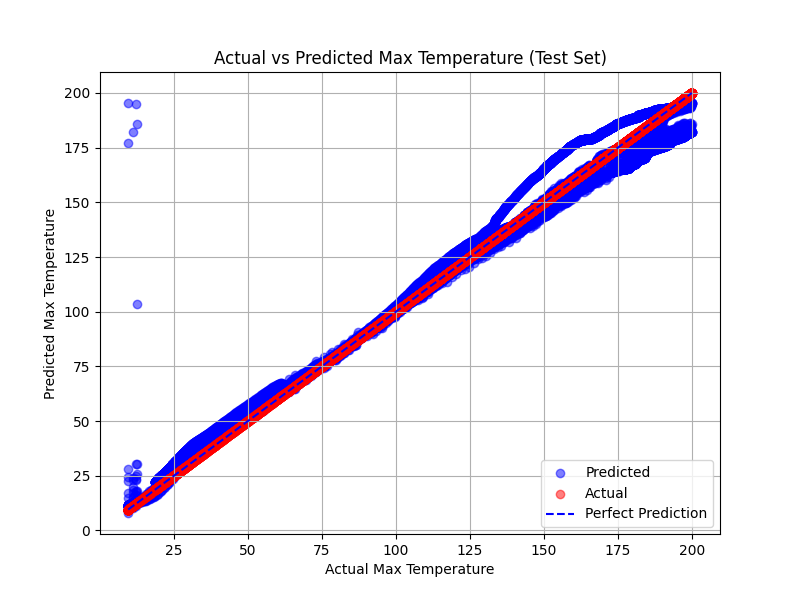 Actual vs Predicted Max Temperature (Test Set)
200
175
150
125
100
75
50
25
0
Predicted Max Temperature
Predicted
Actual
Perfect Prediction
25 50 75 100 125 150 175 200
Actual Max Temperature